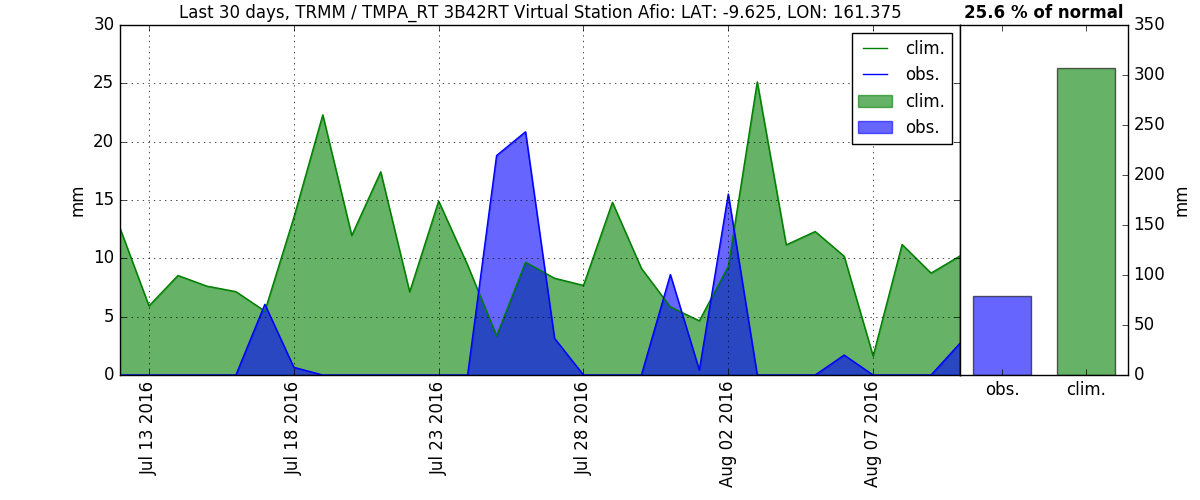 Last 30 days, TRMM / TMPA_RT 3B42RT Virtual Station Afio: LAT: -9.625, LON: 161.375
25.6 % of normal
clim.
obs.
clim.
obs.
mm
30
25
20
15
10
5
0
Jul 13 2016
Jul 18 2016
Jul 23 2016
Jul 28 2016
Aug 02 2016
Aug 07 2016
350
300
250
200
150
100
50
0
mm
obs.
clim.